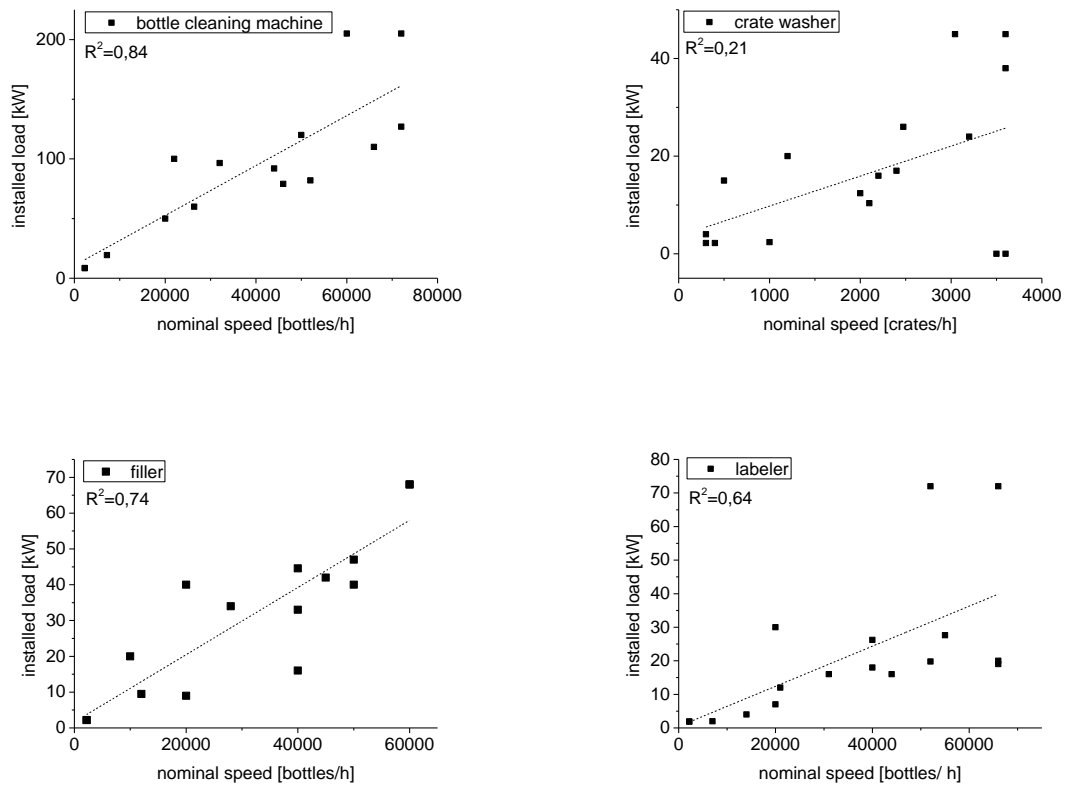 bottle cleaning machine
R²=0,84
installed load [kW]
200
100
0
0 20000 40000 60000 80000
nominal speed [bottles/h]
crate washer
R²=0,21
installed load [kW]
40
20
0
0 1000 2000 3000 4000
nominal speed [crates/h]
filler
R²=0,74
installed load [kW]
70
60
50
40
30
20
10
0
0 20000 40000 60000
nominal speed [bottles/h]
labeler
R²=0,64
installed load [kW]
80
70
60
50
40
30
20
10
0
0 20000 40000 60000
nominal speed [bottles/ h]